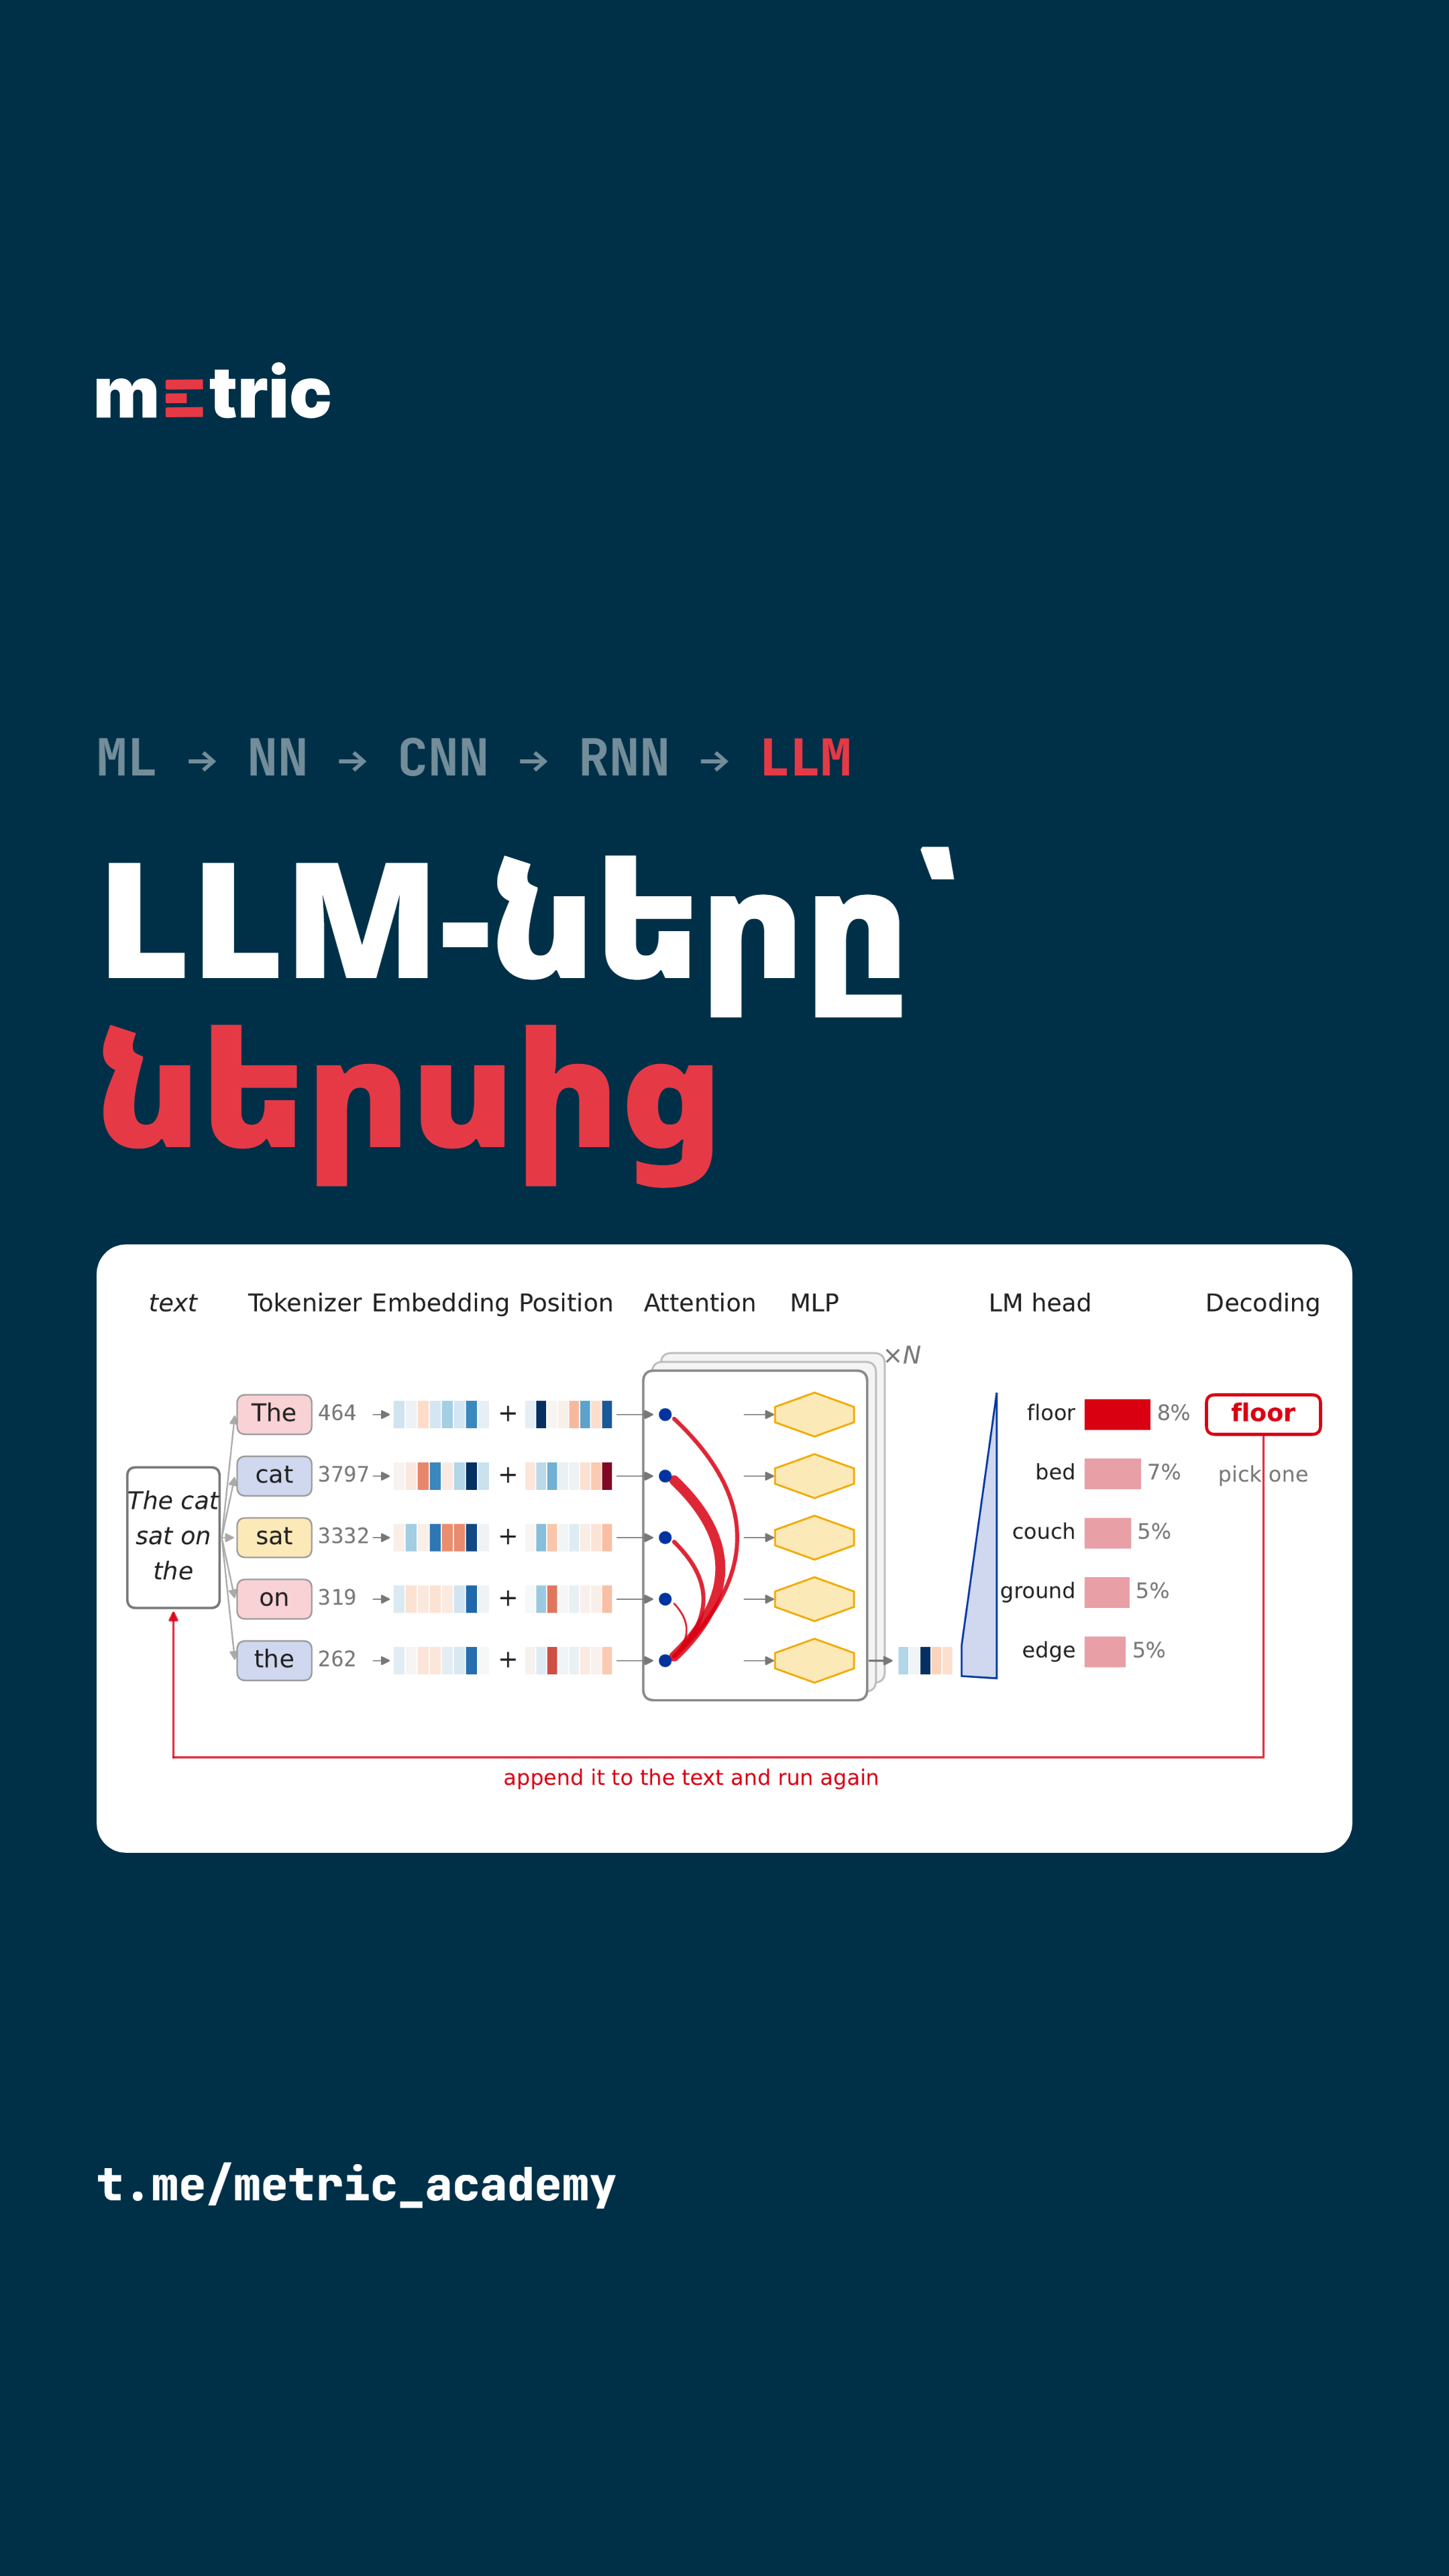 metric
ML → NN → CNN → RNN → LLM
LLM-ները՝
ներսից
text Tokenizer Embedding Position Attention MLP LM head Decoding
×N
The 464 + floor 8% floor
cat 3797 + bed 7% pick one
The cat
sat on
the
sat 3332 + couch 5%
on 319 + ground 5%
the 262 + edge 5%
append it to the text and run again
t.me/metric_academy